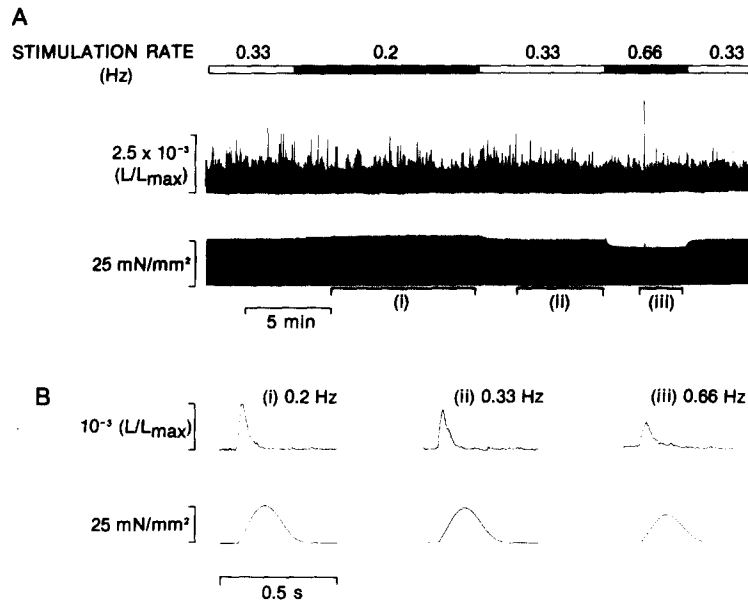 A
STIMULATION RATE
(Hz)
0.33 0.2 0.33 0.66 0.33
2.5 x 10⁻³
(L/Lmax)
25 mN/mm²
5 min
(i) (ii) (iii)
B
(i) 0.2 Hz (ii) 0.33 Hz (iii) 0.66 Hz
10⁻³ (L/Lmax)
25 mN/mm²
0.5 s